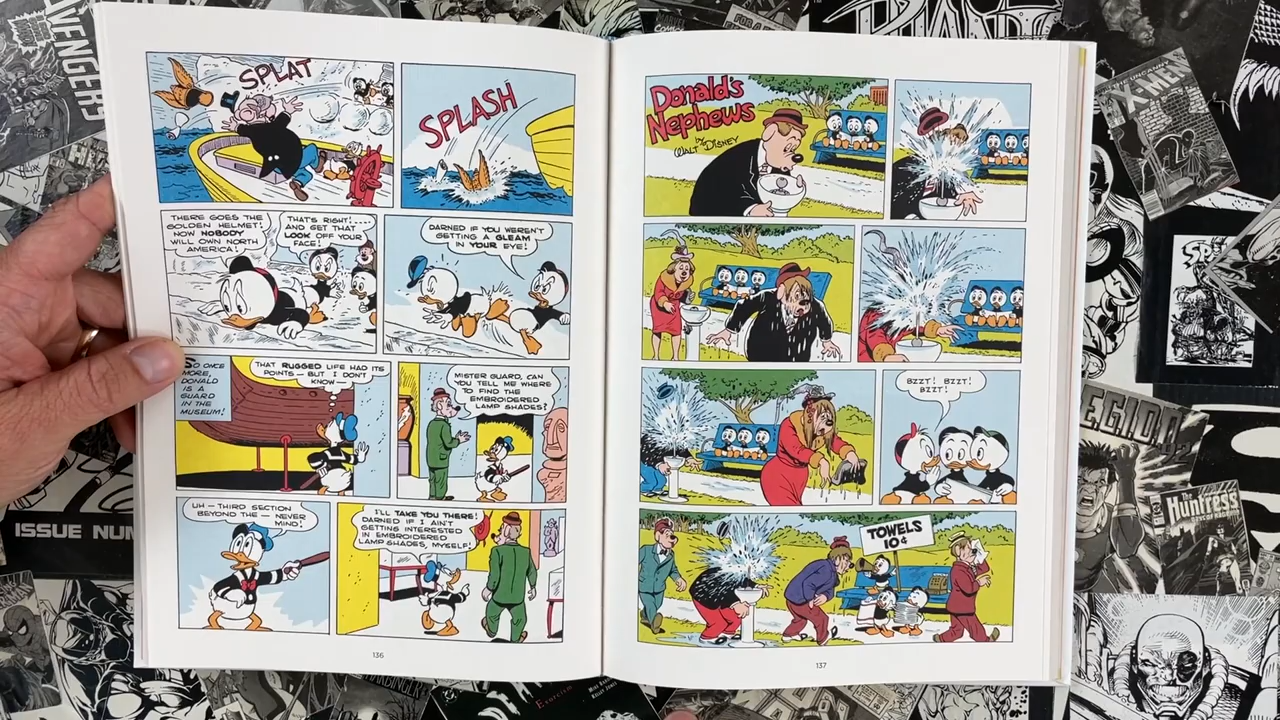 SPLAT
SPLASH
THERE GOES THE
GOLDEN HELMET!
NOW NOBODY
WILL OWN NORTH
AMERICA!
THAT'S RIGHT!....
AND GET THAT
LOOK OFF YOUR
FACE!
DARNED IF YOU WEREN'T
GETTING A GLEAM
IN YOUR EYE!
SO ONCE
MORE,
DONALD
IS A
GUARD
IN THE
MUSEUM!
THAT RUGGED LIFE HAD ITS
POINTS — BUT I DON'T
KNOW —
MISTER GUARD, CAN
YOU TELL ME WHERE
TO FIND THE
EMBROIDERED
LAMP SHADES?
UH — THIRD SECTION
BEYOND THE — NEVER
MIND!
I'LL TAKE YOU THERE!
DARNED IF I AIN'T
GETTING INTERESTED
IN EMBROIDERED
LAMP SHADES, MYSELF!
136
Donald's
Nephews
by
WALT DISNEY
BZZT! BZZT!
BZZT!
TOWELS
10¢
137
AVENGERS
X-MEN
ISSUE
LEGION
The
Huntress
Exorcism